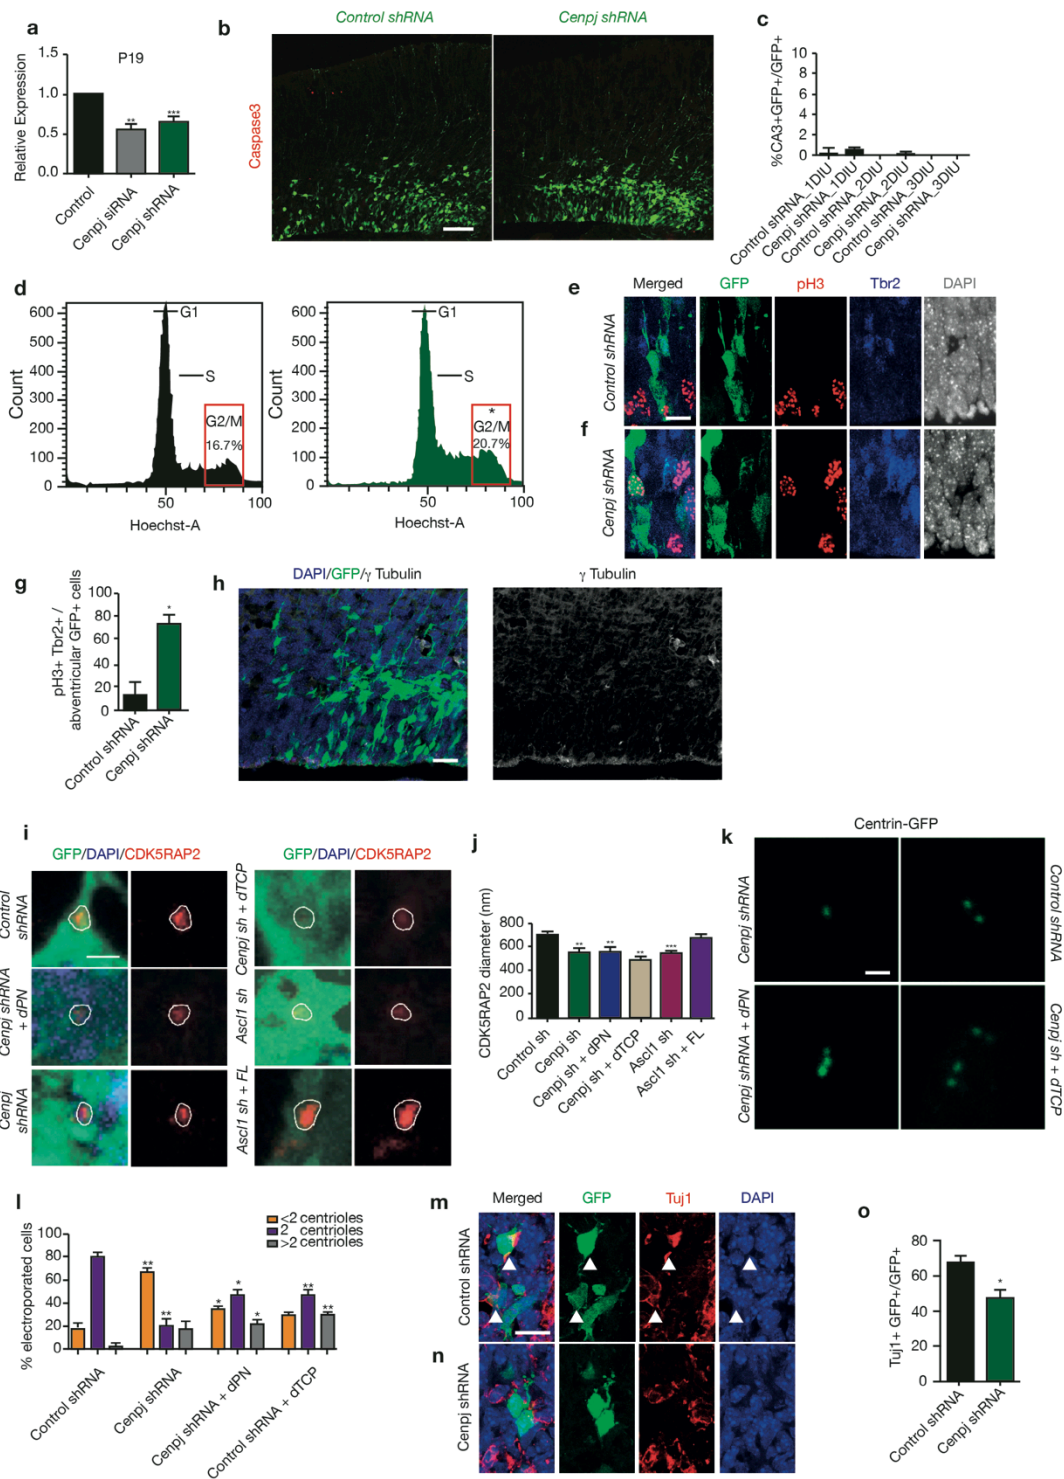 a
P19
Relative Expression
1.5
1.0
0.5
0.0
**
***
Control
Cenpj siRNA
Cenpj shRNA
b
Control shRNA
Cenpj shRNA
Caspase3
c
%CA3+GFP+/GFP+
10
8
6
4
2
0
Control shRNA_1DIU
Cenpj shRNA_1DIU
Control shRNA_2DIU
Cenpj shRNA_2DIU
Control shRNA_3DIU
Cenpj shRNA_3DIU
d
Count
600
500
400
300
200
100
0
G1
S
G2/M
16.7%
50
100
Hoechst-A
Count
600
500
400
300
200
100
0
G1
S
*
G2/M
20.7%
50
100
Hoechst-A
e
Merged
GFP
pH3
Tbr2
DAPI
Control shRNA
f
Cenpj shRNA
g
pH3+ Tbr2+ /
abventricular GFP+ cells
100
80
60
40
20
0
*
Control shRNA
Cenpj shRNA
h
DAPI/GFP/γ Tubulin
γ Tubulin
i
GFP/DAPI/CDK5RAP2
GFP/DAPI/CDK5RAP2
Control
shRNA
Cenpj shRNA
+ dPN
Cenpj
shRNA
Cenpj sh + dTCP
Ascl1 sh
Ascl1 sh + FL
j
CDK5RAP2 diameter (nm)
800
600
400
200
0
**
**
**
***
Control sh
Cenpj sh
Cenpj sh + dPN
Cenpj sh + dTCP
Ascl1 sh
Ascl1 sh + FL
k
Centrin-GFP
Cenpj shRNA
Control shRNA
Cenpj shRNA + dPN
Cenpj sh + dTCP
l
% electroporated cells
100
80
60
40
20
0
<2 centrioles
2 centrioles
>2 centrioles
**
**
*
*
*
**
**
Control shRNA
Cenpj shRNA
Cenpj shRNA + dPN
Control shRNA + dTCP
m
Merged
GFP
Tuj1
DAPI
Control shRNA
n
Cenpj shRNA
o
Tuj1+ GFP+/GFP+
80
60
40
20
0
*
Control shRNA
Cenpj shRNA